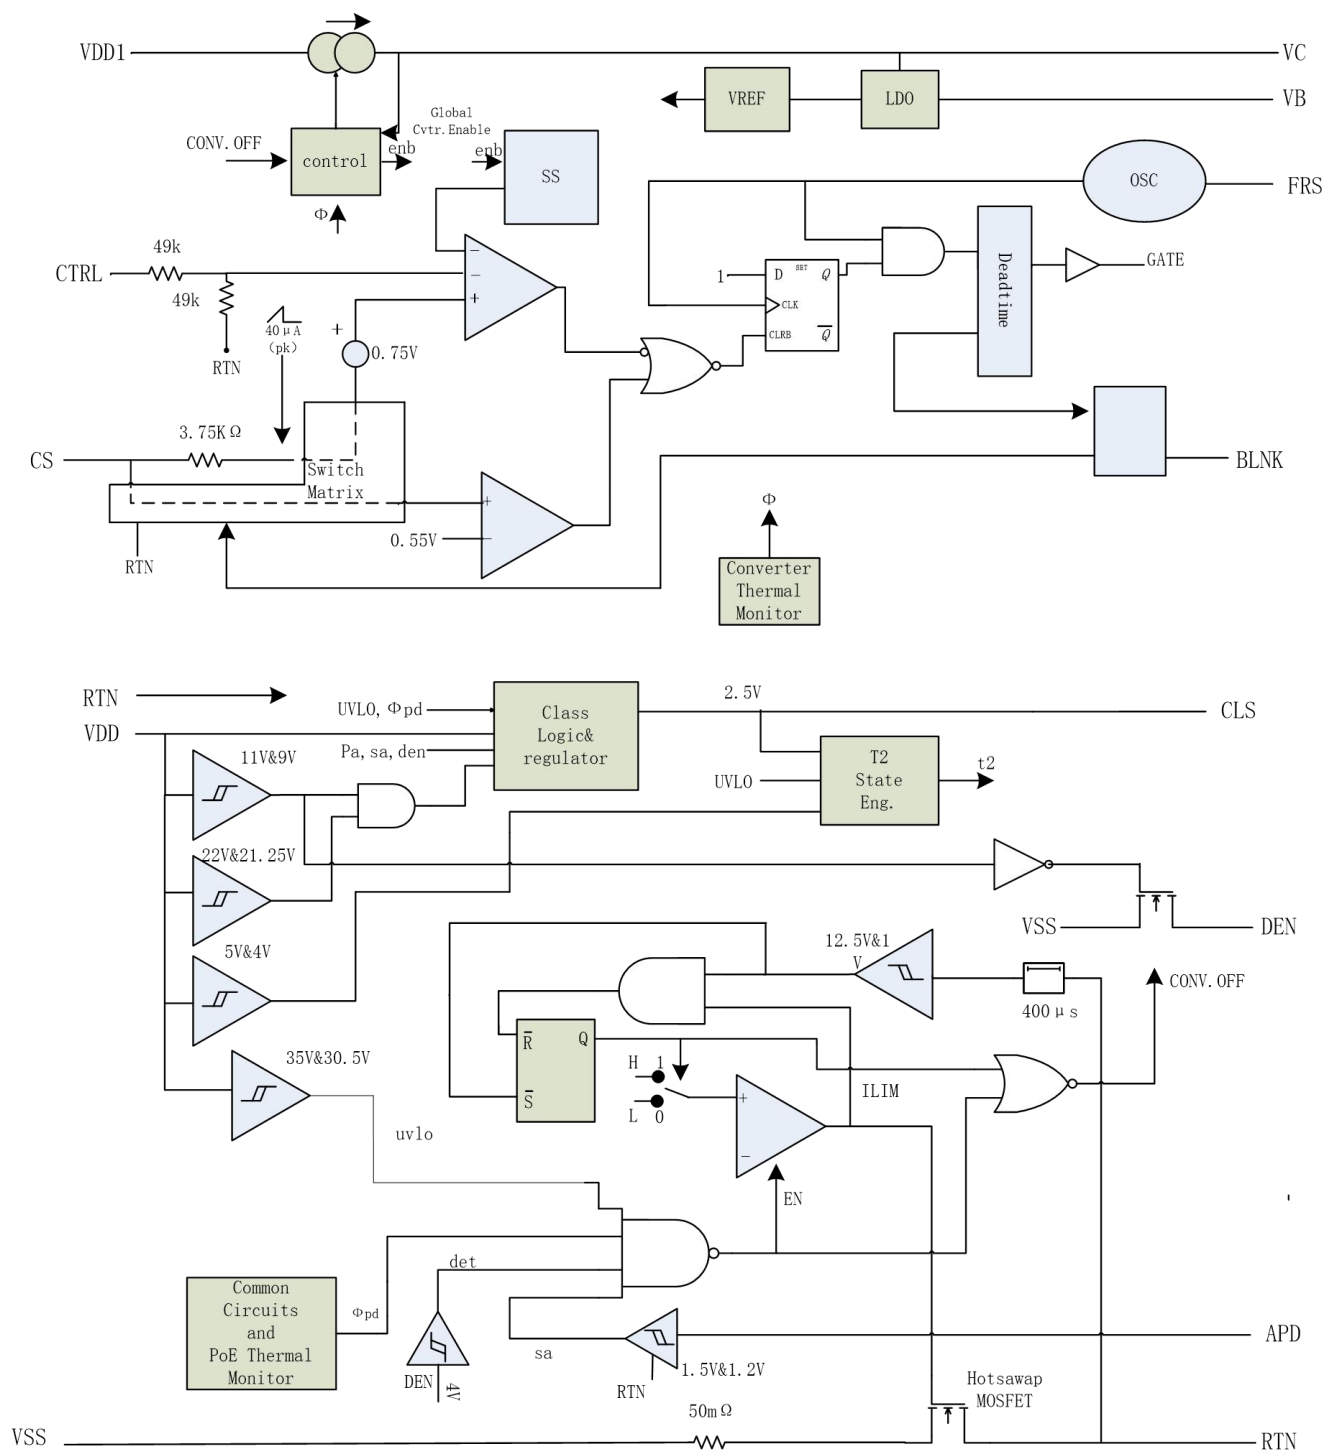 VDD1
VC
VREF
LDO
VB
Global
Cvtr.Enable
CONV.OFF
control
enb
enb
SS
OSC
FRS
Φ
49k
CTRL
49k
RTN
40μA
(pk)
+
0.75V
−
−
+
1
D
SET
Q
CLK
CLRB
Q
Deadtime
GATE
3.75KΩ
CS
Switch
Matrix
BLNK
+
0.55V
−
RTN
Φ
Converter
Thermal
Monitor
RTN
UVLO, Φpd
VDD
Pa, sa, den
Class
Logic&
regulator
2.5V
CLS
11V&9V
UVLO
T2
State
Eng.
t2
22V&21.25V
VSS
DEN
5V&4V
12.5V&1
V
400μs
CONV.OFF
R
Q
S
35V&30.5V
H 1
L 0
+
−
ILIM
uvlo
EN
det
Common
Circuits
and
PoE Thermal
Monitor
Φpd
DEN
4V
sa
RTN
1.5V&1.2V
APD
Hotsawap
MOSFET
50mΩ
VSS
RTN